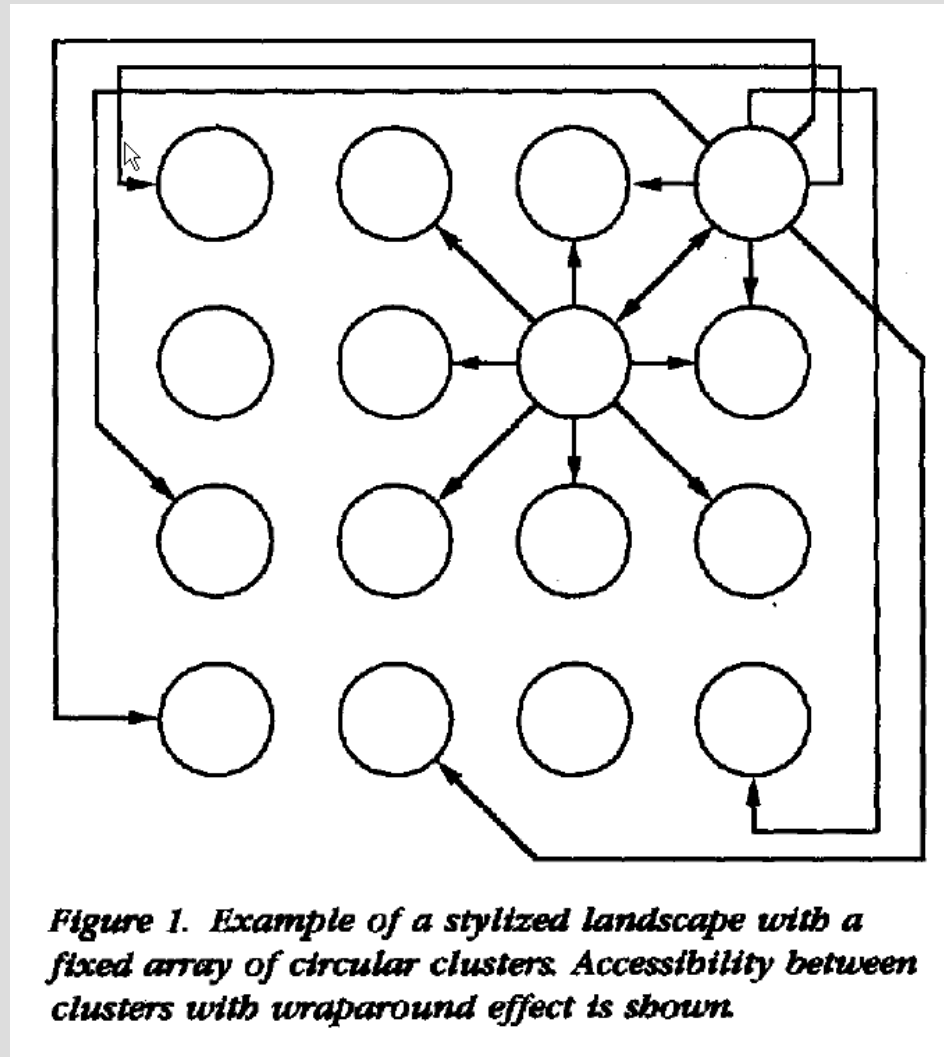 Figure 1. Example of a stylized landscape with a
fixed array of circular clusters. Accessibility between
clusters with wraparound effect is shown.